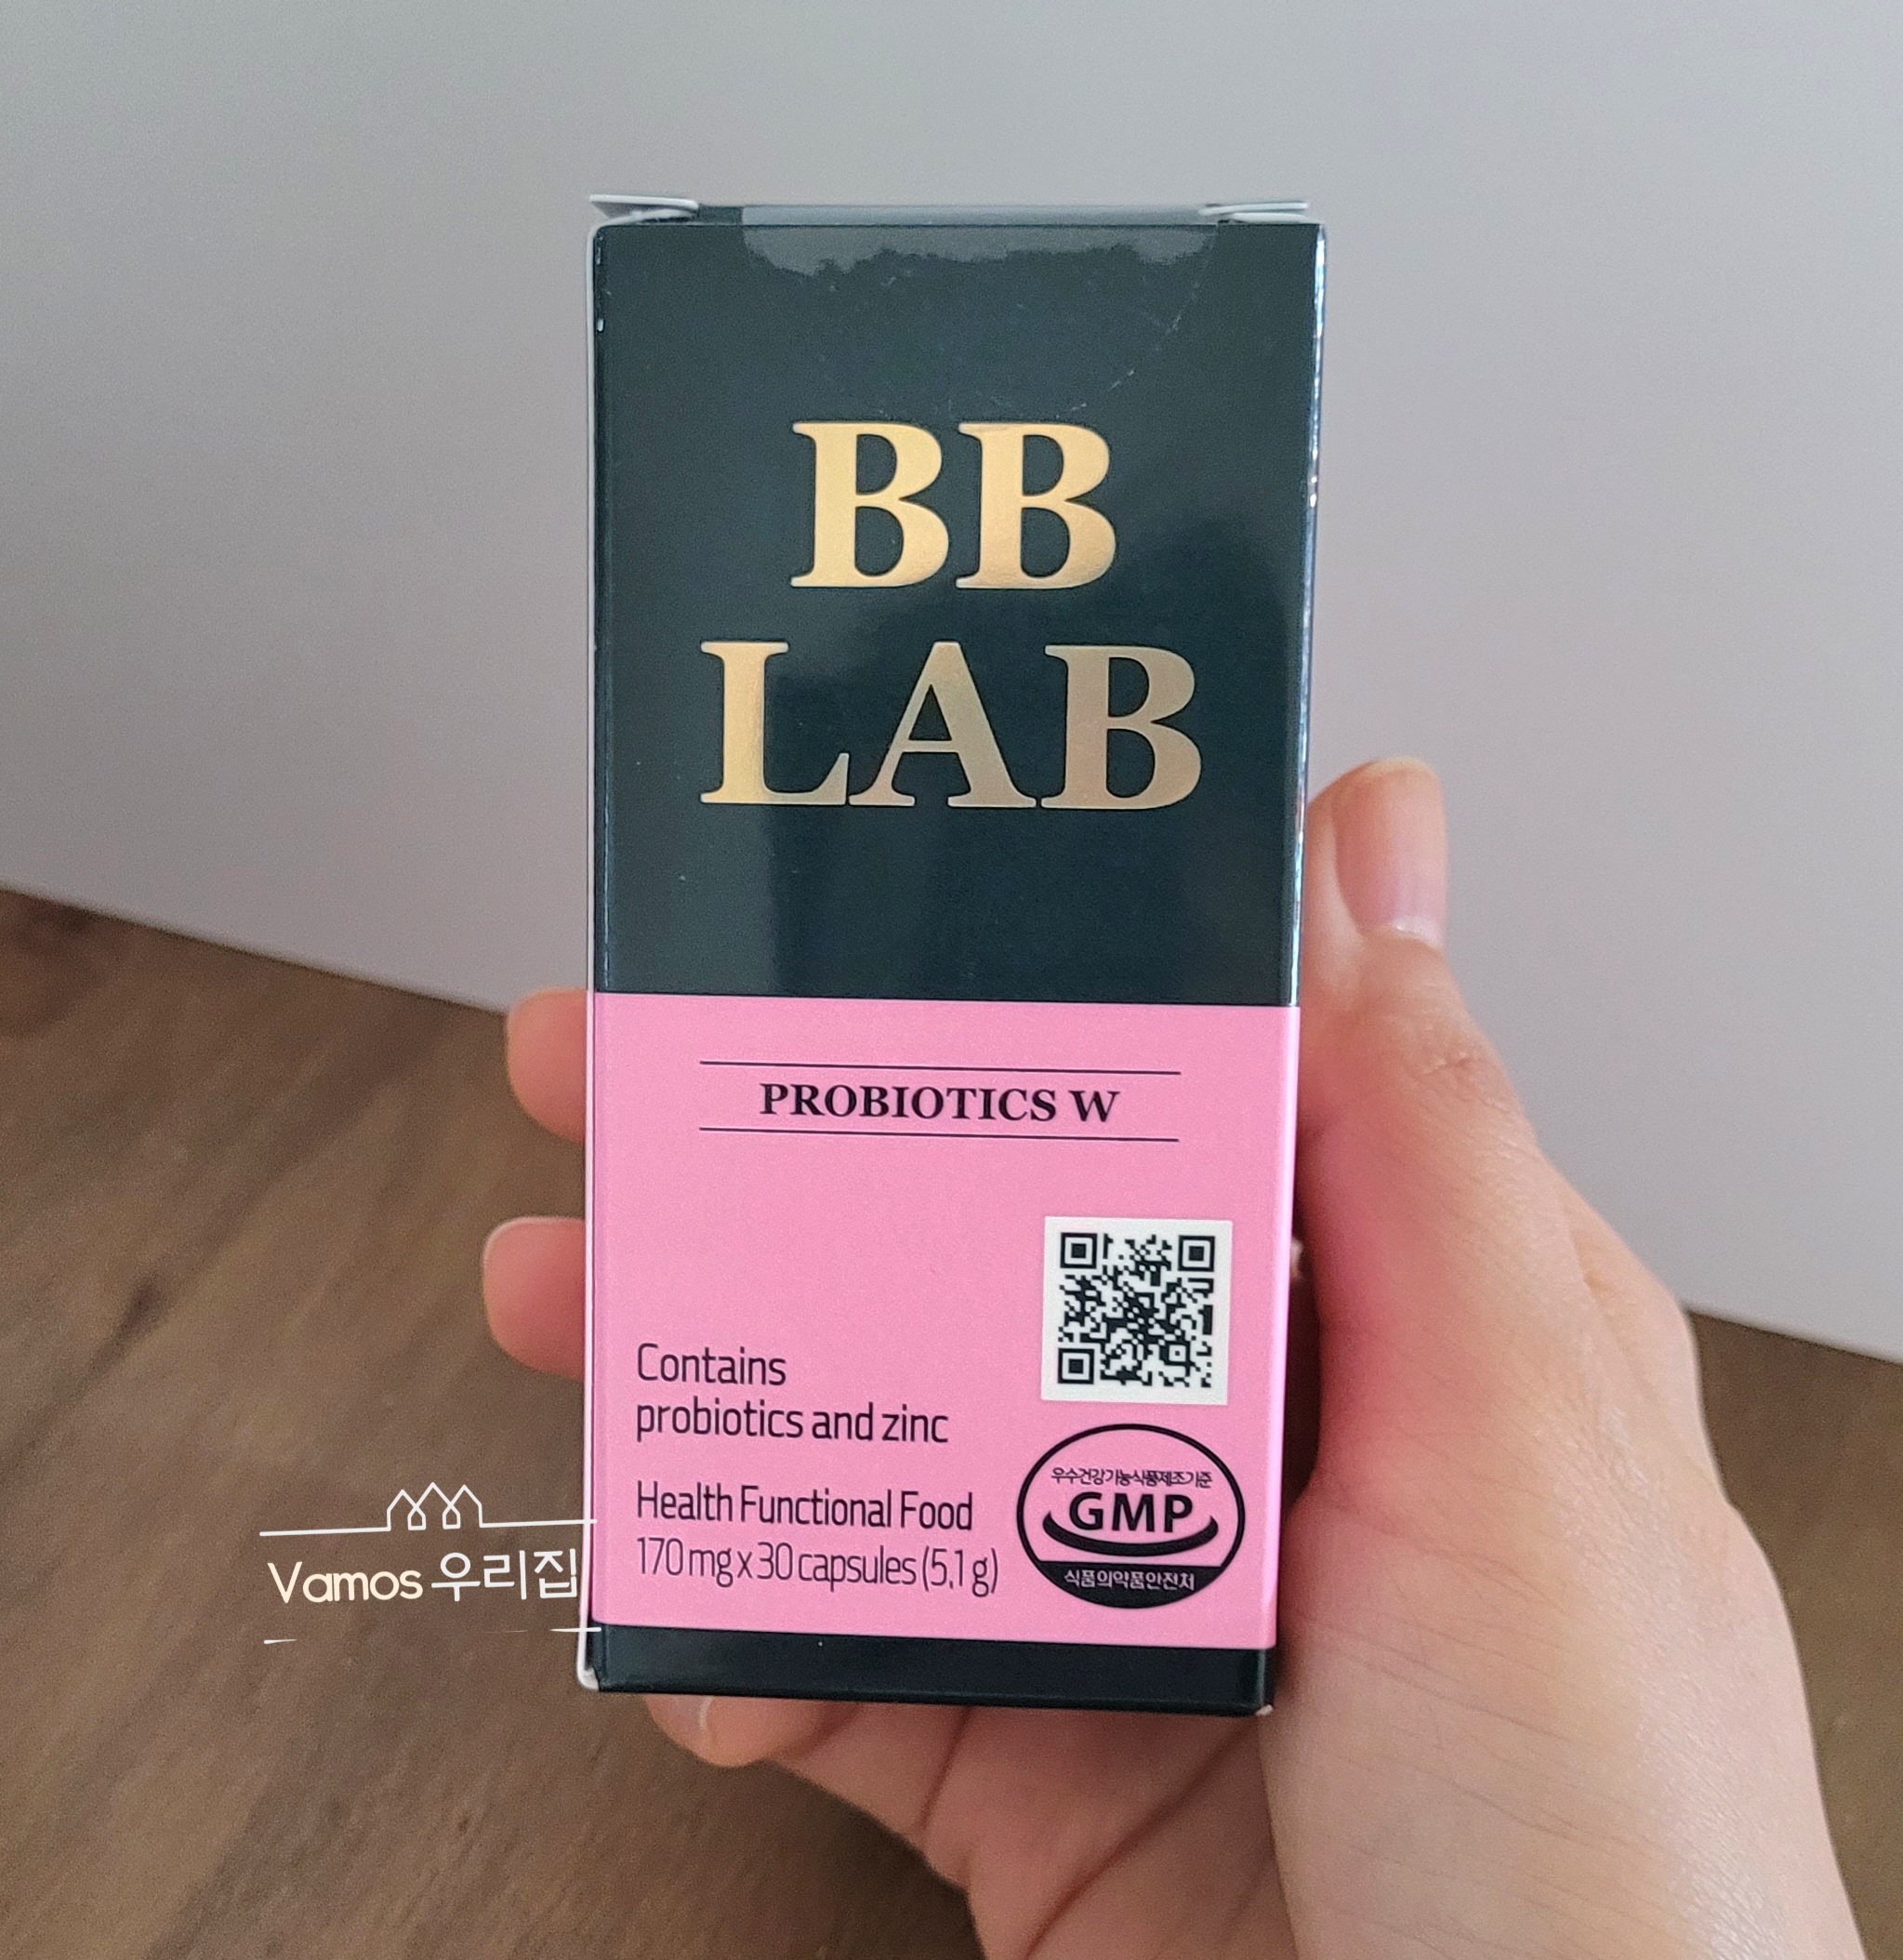 BB
LAB
PROBIOTICS W
Contains
probiotics and zinc
Health Functional Food
170 mg x 30 capsules (5.1 g)
우수건강기능식품제조기준
GMP
식품의약품안전처
Vamos 우리집